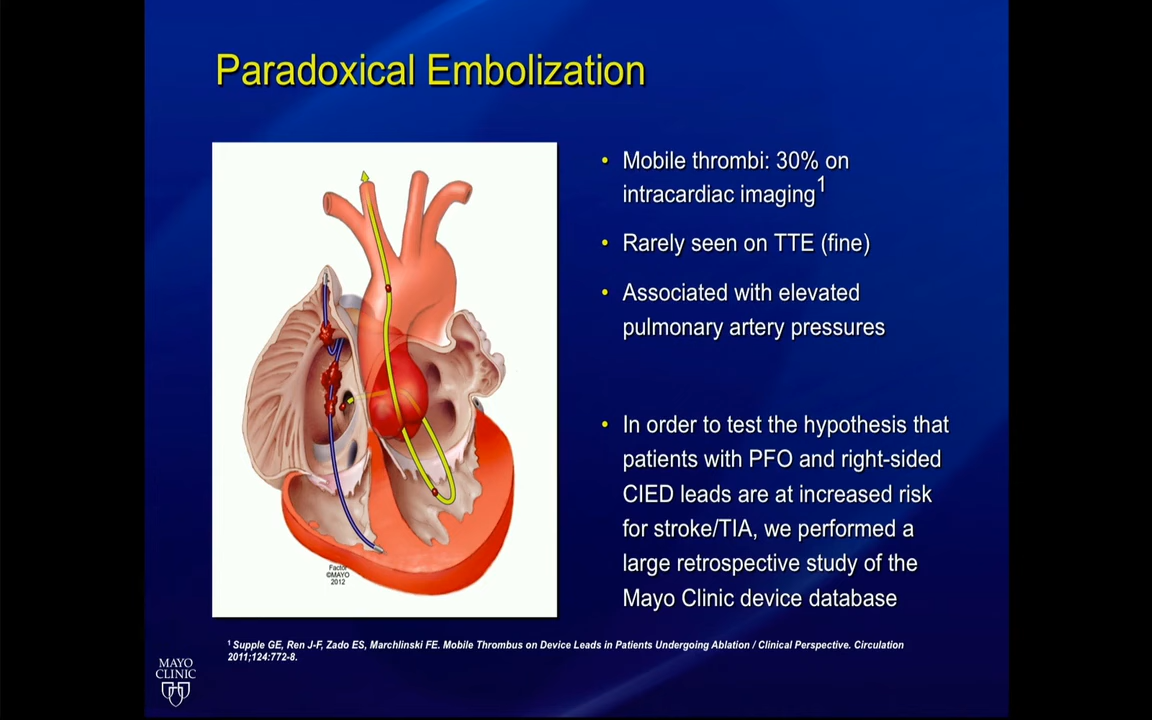 Paradoxical Embolization
• Mobile thrombi: 30% on
intracardiac imaging1
• Rarely seen on TTE (fine)
• Associated with elevated
pulmonary artery pressures
• In order to test the hypothesis that
patients with PFO and right-sided
CIED leads are at increased risk
for stroke/TIA, we performed a
large retrospective study of the
Mayo Clinic device database
Factor
©MAYO
2012
1 Supple GE, Ren J-F, Zado ES, Marchlinski FE. Mobile Thrombus on Device Leads in Patients Undergoing Ablation / Clinical Perspective. Circulation
2011;124:772-8.
MAYO
CLINIC